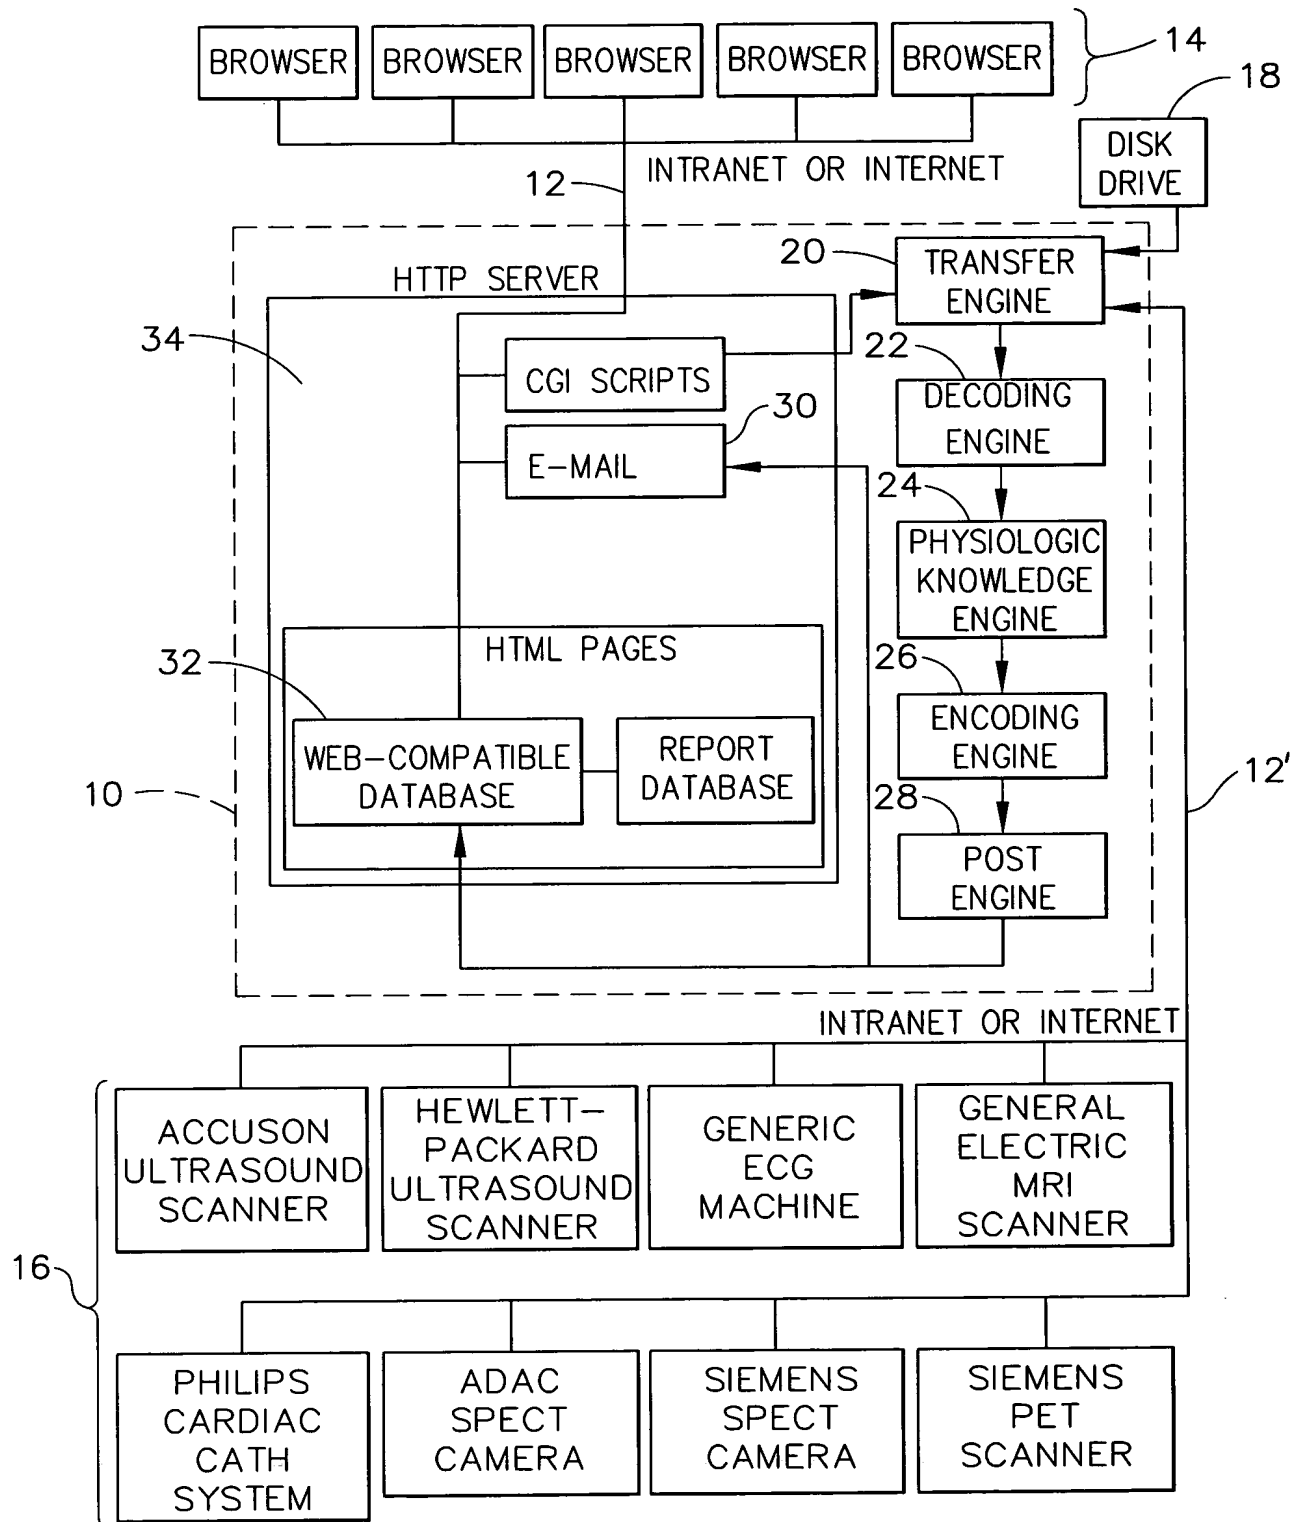 BROWSER
BROWSER
BROWSER
BROWSER
BROWSER
14
18
DISK
DRIVE
INTRANET OR INTERNET
12
HTTP SERVER
20
TRANSFER
ENGINE
34
22
CGI SCRIPTS
DECODING
ENGINE
30
E-MAIL
24
PHYSIOLOGIC
KNOWLEDGE
ENGINE
HTML PAGES
32
26
WEB-COMPATIBLE
DATABASE
REPORT
DATABASE
ENCODING
ENGINE
10
12'
28
POST
ENGINE
INTRANET OR INTERNET
ACCUSON
ULTRASOUND
SCANNER
HEWLETT-
PACKARD
ULTRASOUND
SCANNER
GENERIC
ECG
MACHINE
GENERAL
ELECTRIC
MRI
SCANNER
16
PHILIPS
CARDIAC
CATH
SYSTEM
ADAC
SPECT
CAMERA
SIEMENS
SPECT
CAMERA
SIEMENS
PET
SCANNER